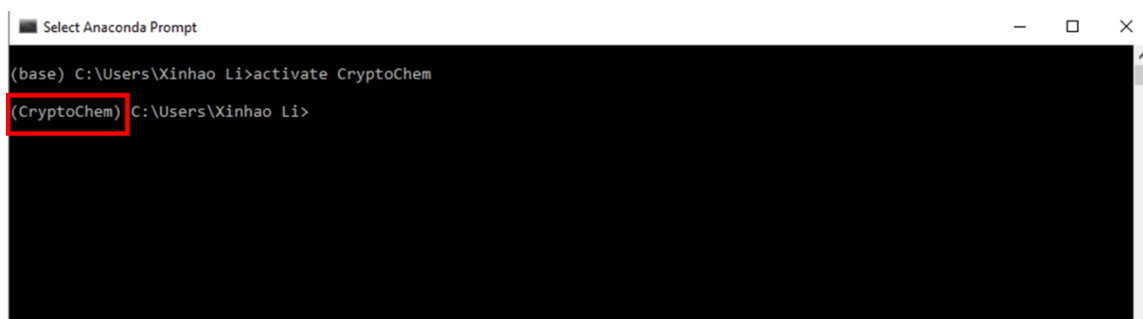 Select Anaconda Prompt
(base) C:\Users\Xinhao Li>activate CryptoChem
(CryptoChem) C:\Users\Xinhao Li>